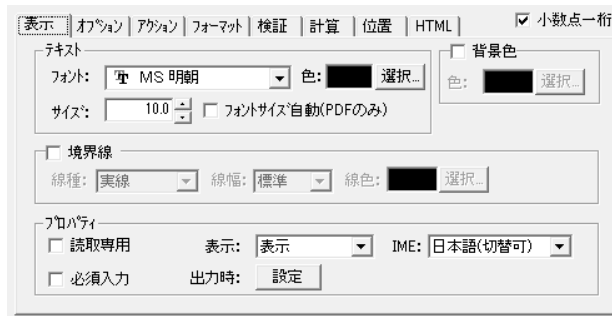 表示 オプション アクション フォーマット 検証 計算 位置 HTML 小数点一桁
テキスト 背景色
フォント: MS 明朝 色: 選択... 色: 選択...
サイズ: 10.0 フォントサイズ自動(PDFのみ)
境界線
線種: 実線 線幅: 標準 線色: 選択...
プロパティ
読取専用 表示: 表示 IME: 日本語(切替可)
必須入力 出力時: 設定